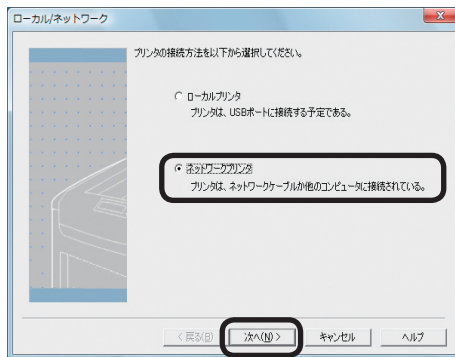 ローカル/ネットワーク
プリンタの接続方法を以下から選択してください。
ローカルプリンタ
プリンタは、USBポートに接続する予定である。
ネットワークプリンタ
プリンタは、ネットワークケーブルか他のコンピュータに接続されている。
< 戻る(B) 次へ(N) > キャンセル ヘルプ